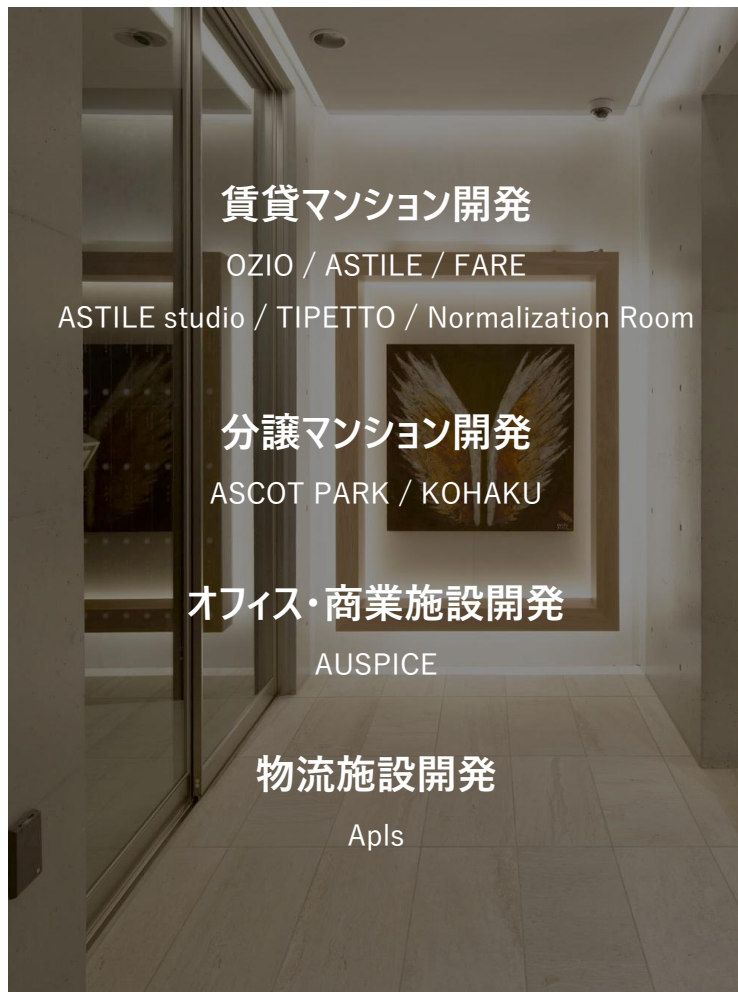 賃貸マンション開発
OZIO / ASTILE / FARE
ASTILE studio / TIPETTO / Normalization Room
分譲マンション開発
ASCOT PARK / KOHAKU
オフィス・商業施設開発
AUSPICE
物流施設開発
Apls